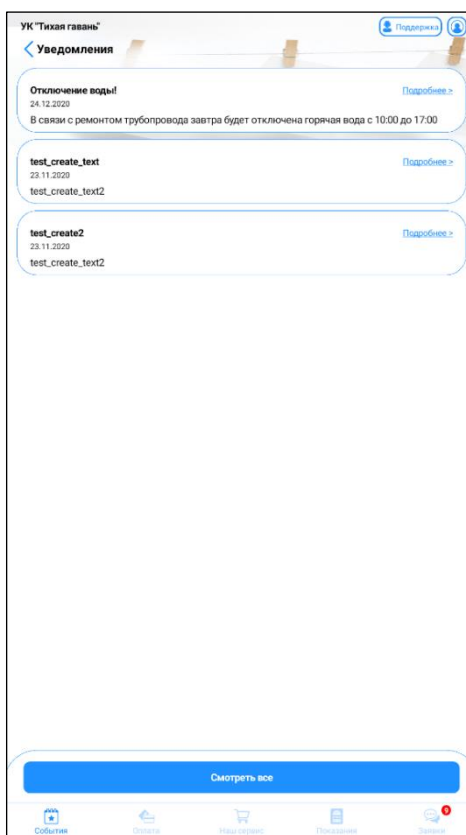 УК "Тихая гавань"
Поддержка
Уведомления
Отключение воды!
Подробнее >
24.12.2020
В связи с ремонтом трубопровода завтра будет отключена горячая вода с 10:00 до 17:00
test_create_text
Подробнее >
23.11.2020
test_create_text2
test_create2
Подробнее >
23.11.2020
test_create_text2
Смотреть все
9
События
Оплата
Наш сервис
Показания
Заявки